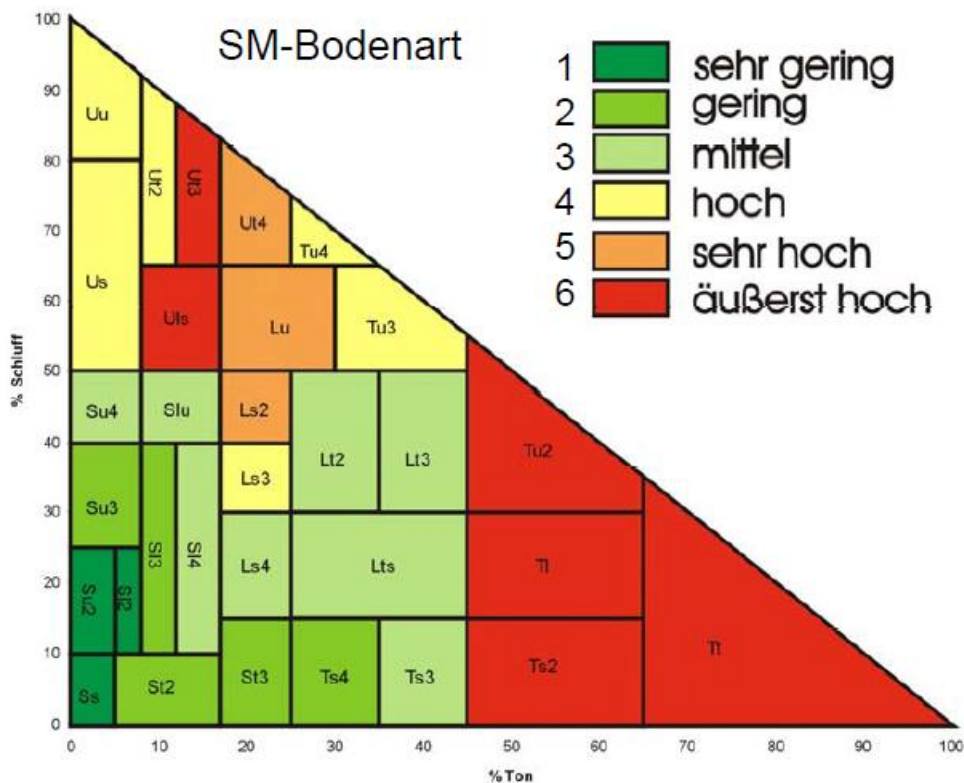 SM-Bodenart
1 sehr gering
2 gering
3 mittel
4 hoch
5 sehr hoch
6 äußerst hoch
% Schluff
100
90
80
70
60
50
40
30
20
10
0
Uu
Ut2
Ut3
Us
Ut4
Tu4
Uls
Lu
Tu3
Su4
Slu
Ls2
Lt2
Lt3
Tu2
Ls3
Su3
Sl3
Sl4
Su2
Sl2
Ls4
Lts
Tl
Tt
Ss
St2
St3
Ts4
Ts3
Ts2
0 10 20 30 40 50 60 70 80 90 100
% Ton